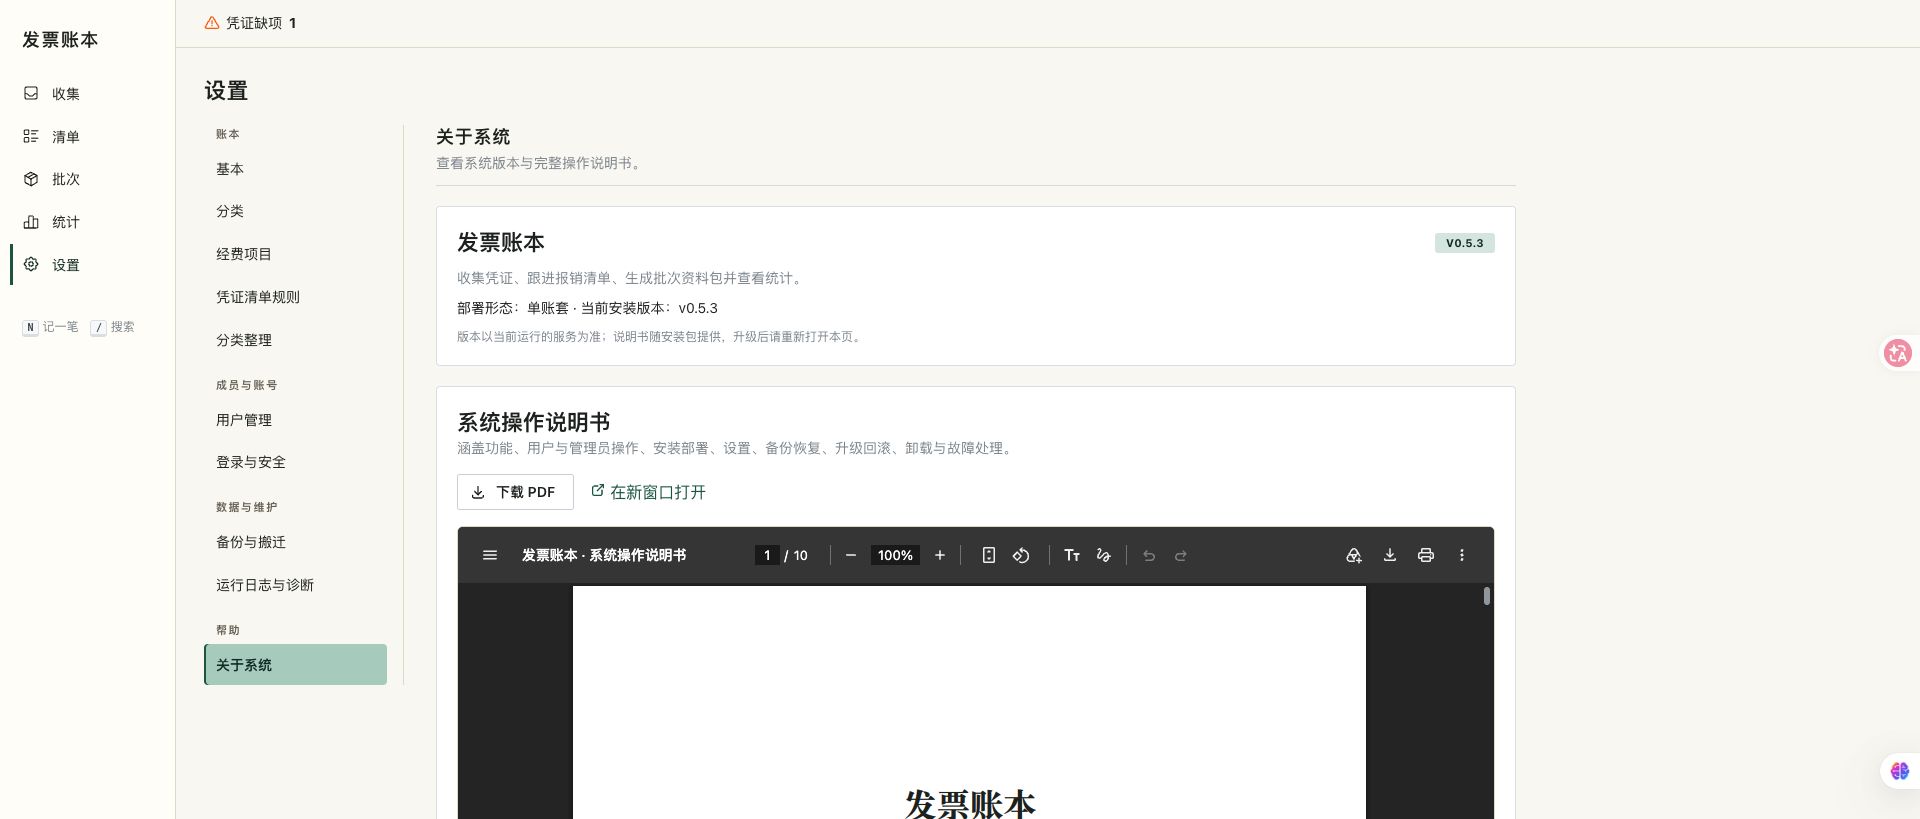 发票账本
收集
清单
批次
统计
设置
N 记一笔 / 搜索
凭证缺项 1
设置
账本
基本
分类
经费项目
凭证清单规则
分类整理
成员与账号
用户管理
登录与安全
数据与维护
备份与搬迁
运行日志与诊断
帮助
关于系统
关于系统
查看系统版本与完整操作说明书。
发票账本
V0.5.3
收集凭证、跟进报销清单、生成批次资料包并查看统计。
部署形态：单账套 · 当前安装版本：v0.5.3
版本以当前运行的服务为准；说明书随安装包提供，升级后请重新打开本页。
系统操作说明书
涵盖功能、用户与管理员操作、安装部署、设置、备份恢复、升级回滚、卸载与故障处理。
下载 PDF 在新窗口打开
发票账本 · 系统操作说明书 1 / 10 100%
发票账本